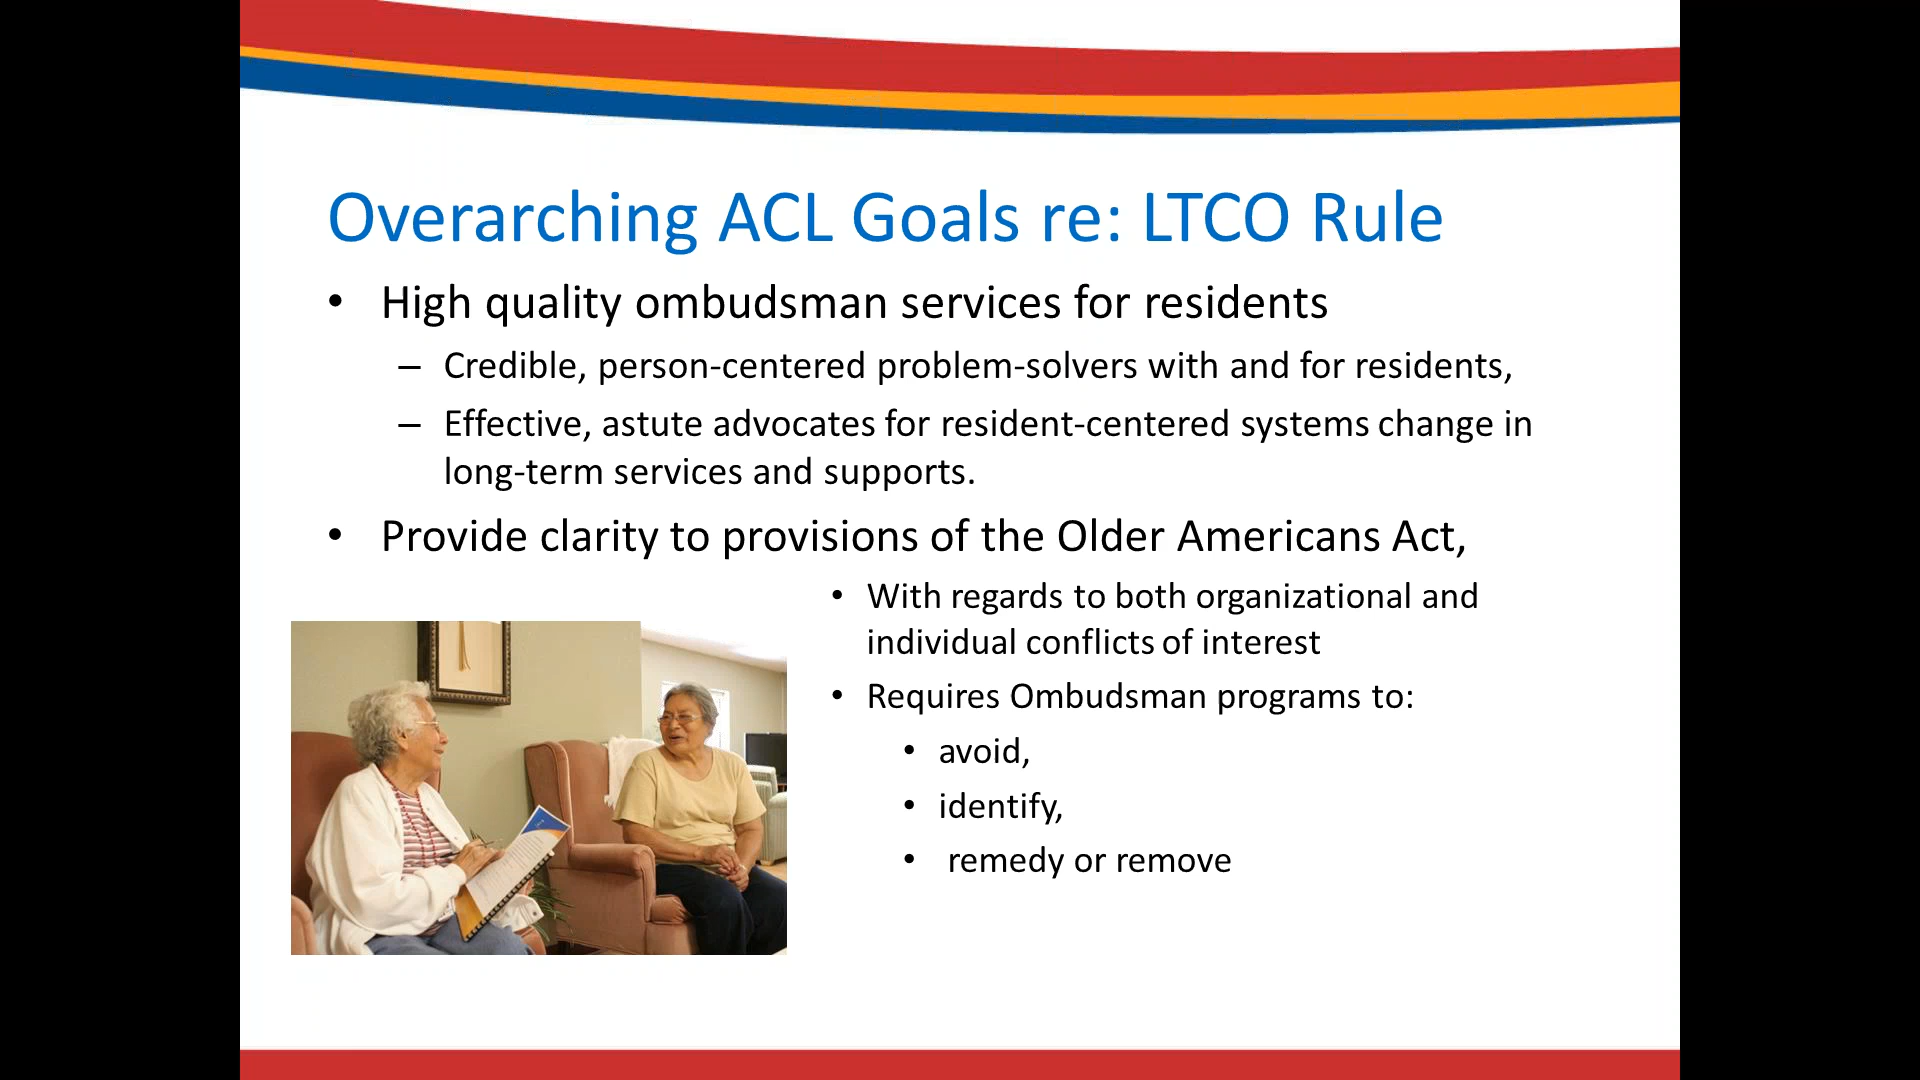 Overarching ACL Goals re: LTCO Rule
• High quality ombudsman services for residents
– Credible, person-centered problem-solvers with and for residents,
– Effective, astute advocates for resident-centered systems change in
long-term services and supports.
• Provide clarity to provisions of the Older Americans Act,
• With regards to both organizational and
individual conflicts of interest
• Requires Ombudsman programs to:
• avoid,
• identify,
• remedy or remove